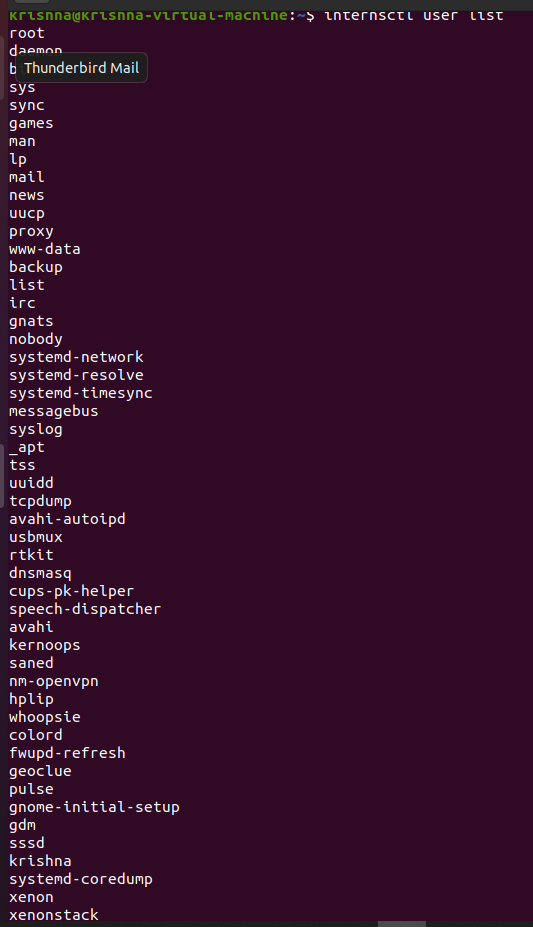 krishna@krishna-virtual-machine:~$ internsctl user list
root
daemon
Thunderbird Mail
sys
sync
games
man
lp
mail
news
uucp
proxy
www-data
backup
list
irc
gnats
nobody
systemd-network
systemd-resolve
systemd-timesync
messagebus
syslog
_apt
tss
uuidd
tcpdump
avahi-autoipd
usbmux
rtkit
dnsmasq
cups-pk-helper
speech-dispatcher
avahi
kernoops
saned
nm-openvpn
hplip
whoopsie
colord
fwupd-refresh
geoclue
pulse
gnome-initial-setup
gdm
sssd
krishna
systemd-coredump
xenon
xenonstack